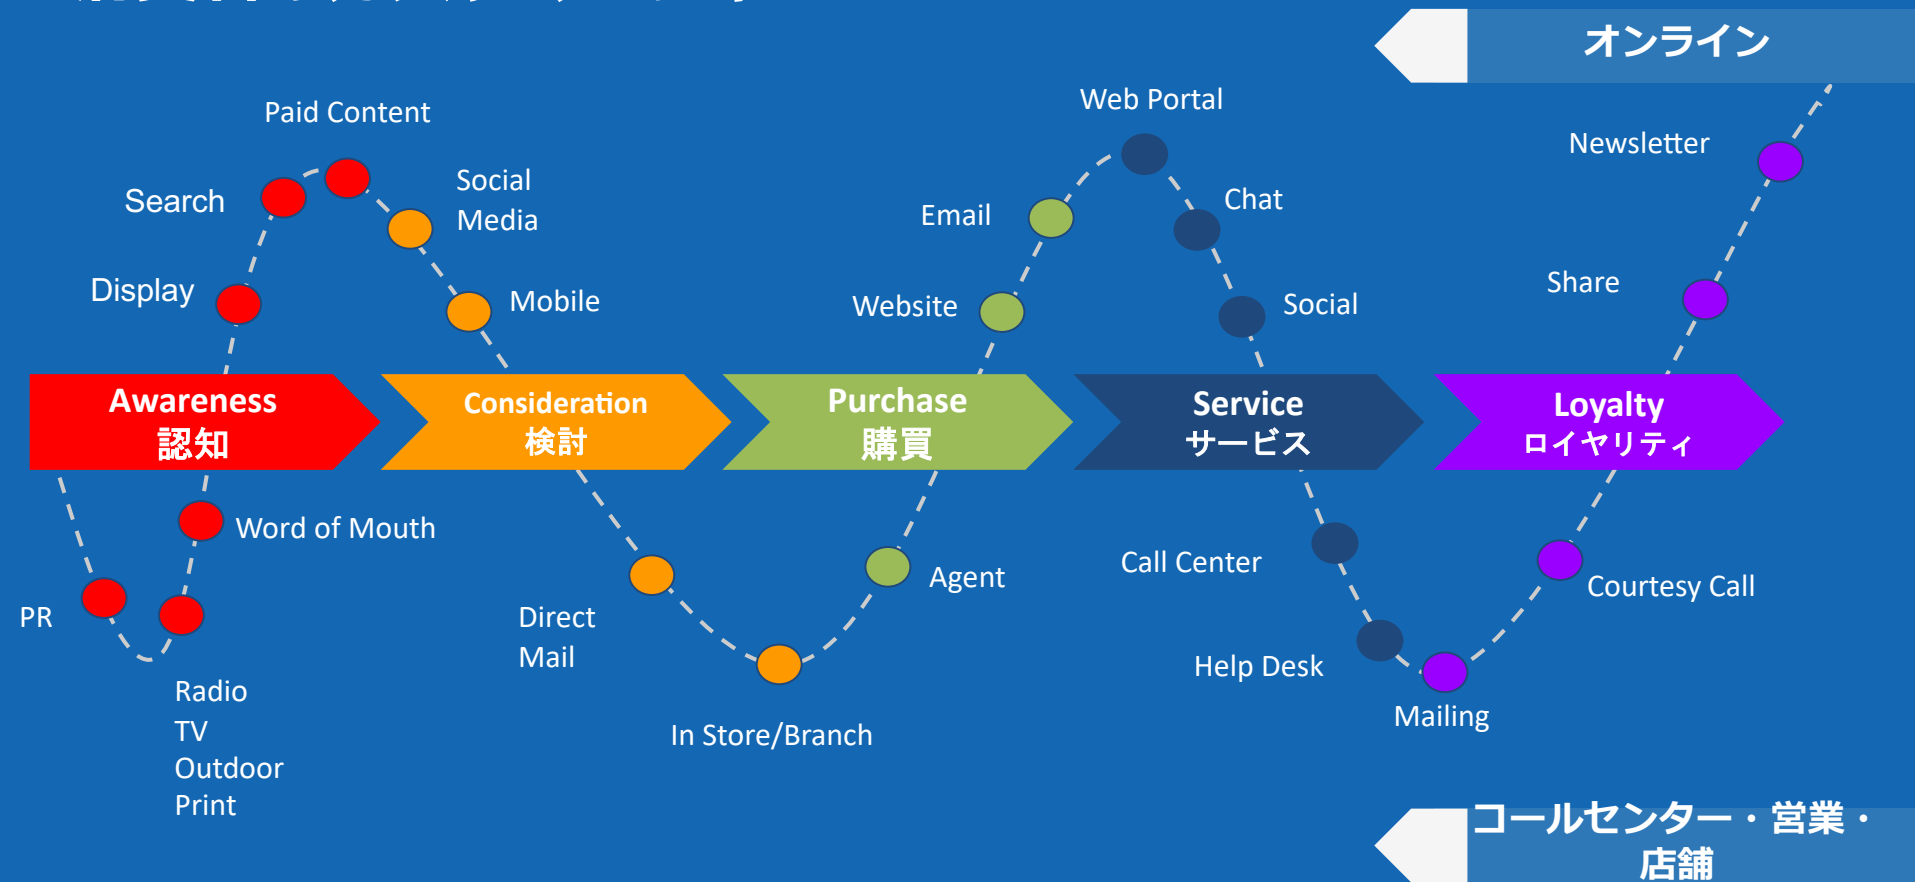 オンライン
Paid Content
Web Portal
Newsletter
Search
Social
Media
Email
Chat
Display
Mobile
Website
Social
Share
Awareness
認知
Consideration
検討
Purchase
購買
Service
サービス
Loyalty
ロイヤリティ
Word of Mouth
PR
Agent
Call Center
Courtesy Call
Direct
Mail
Help Desk
Radio
TV
Outdoor
Print
In Store/Branch
Mailing
コールセンター・営業・
店舗